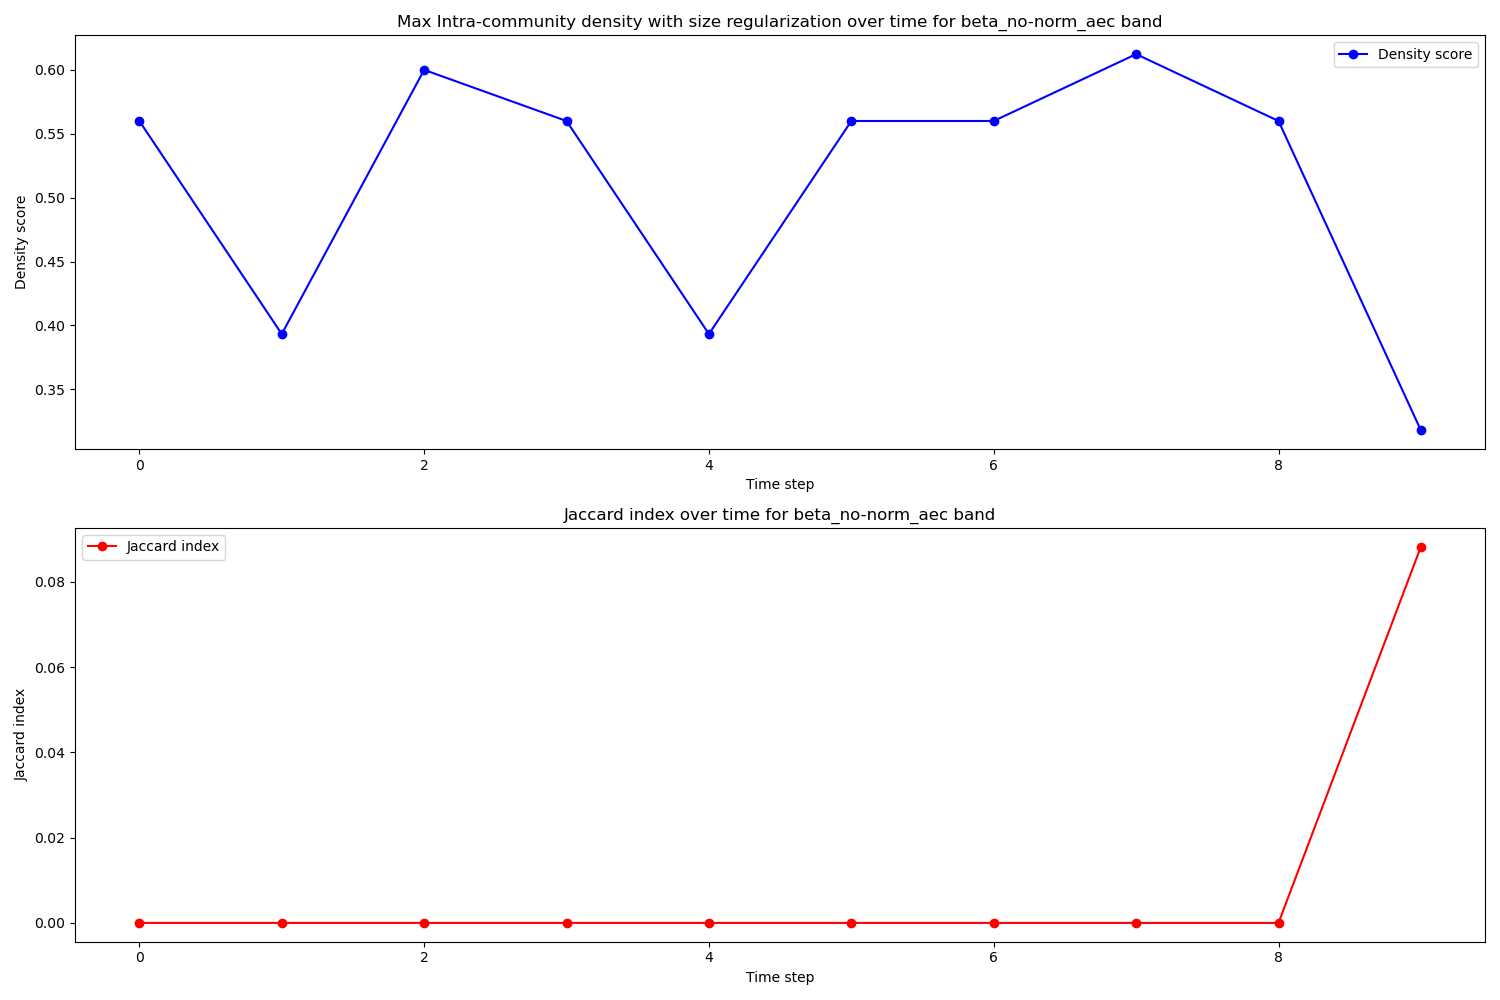 Max Intra-community density with size regularization over time for beta_no-norm_aec band
Density score
0.60
0.55
0.50
0.45
0.40
0.35
Density score
0 2 4 6 8
Time step
Jaccard index over time for beta_no-norm_aec band
Jaccard index
0.08
0.06
0.04
0.02
0.00
Jaccard index
0 2 4 6 8
Time step